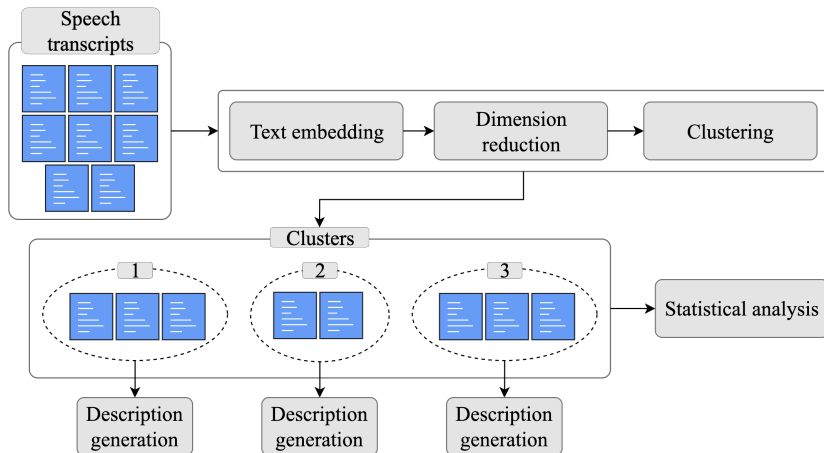 Speech
transcripts
Text embedding
Dimension
reduction
Clustering
Clusters
1
2
3
Statistical analysis
Description
generation
Description
generation
Description
generation